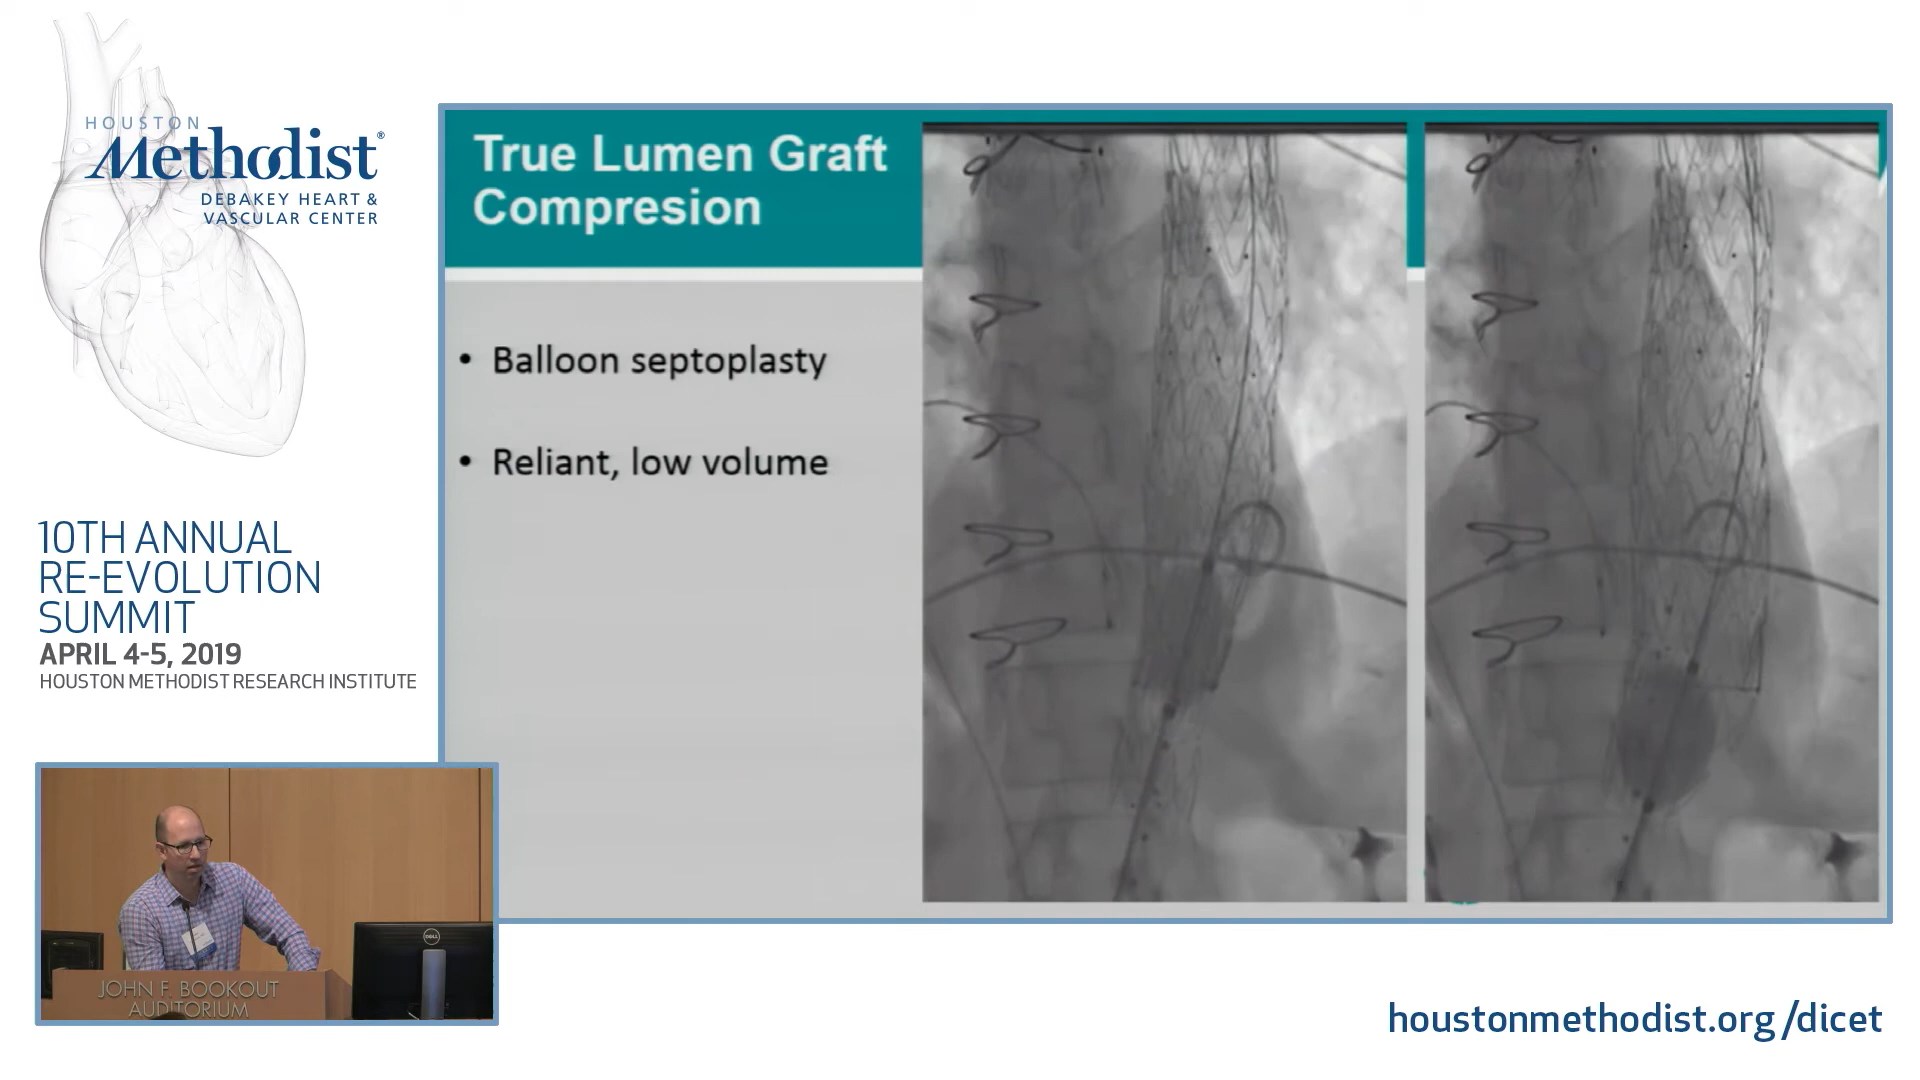 HOUSTON
Methodist®
DEBAKEY HEART &
VASCULAR CENTER
10TH ANNUAL
RE-EVOLUTION
SUMMIT
APRIL 4-5, 2019
HOUSTON METHODIST RESEARCH INSTITUTE
True Lumen Graft
Compresion
• Balloon septoplasty
• Reliant, low volume
DELL
JOHN F. BOOKOUT
AUDITORIUM
houstonmethodist.org/dicet